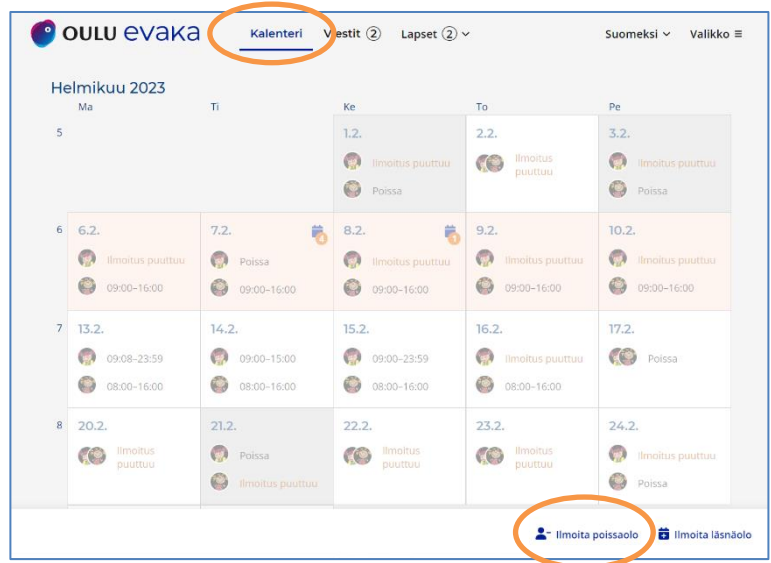 OULU evaka Kalenteri Viestit 2 Lapset 2 Suomeksi Valikko
Helmikuu 2023
Ma Ti Ke To Pe
5 1.2. 2.2. 3.2.
Ilmoitus puuttuu Ilmoitus puuttuu Ilmoitus puuttuu
Poissa Poissa
6 6.2. 7.2. 4 8.2. 1 9.2. 10.2.
Ilmoitus puuttuu Poissa Ilmoitus puuttuu Ilmoitus puuttuu Ilmoitus puuttuu
09:00–16:00 09:00–16:00 09:00–16:00 09:00–16:00 09:00–16:00
7 13.2. 14.2. 15.2. 16.2. 17.2.
09:08–23:59 09:00–15:00 09:00–23:59 Ilmoitus puuttuu Poissa
08:00–16:00 08:00–16:00 08:00–16:00 08:00–16:00
8 20.2. 21.2. 22.2. 23.2. 24.2.
Ilmoitus puuttuu Poissa Ilmoitus puuttuu Ilmoitus puuttuu Ilmoitus puuttuu
Ilmoitus puuttuu Poissa
Ilmoita poissaolo Ilmoita läsnäolo